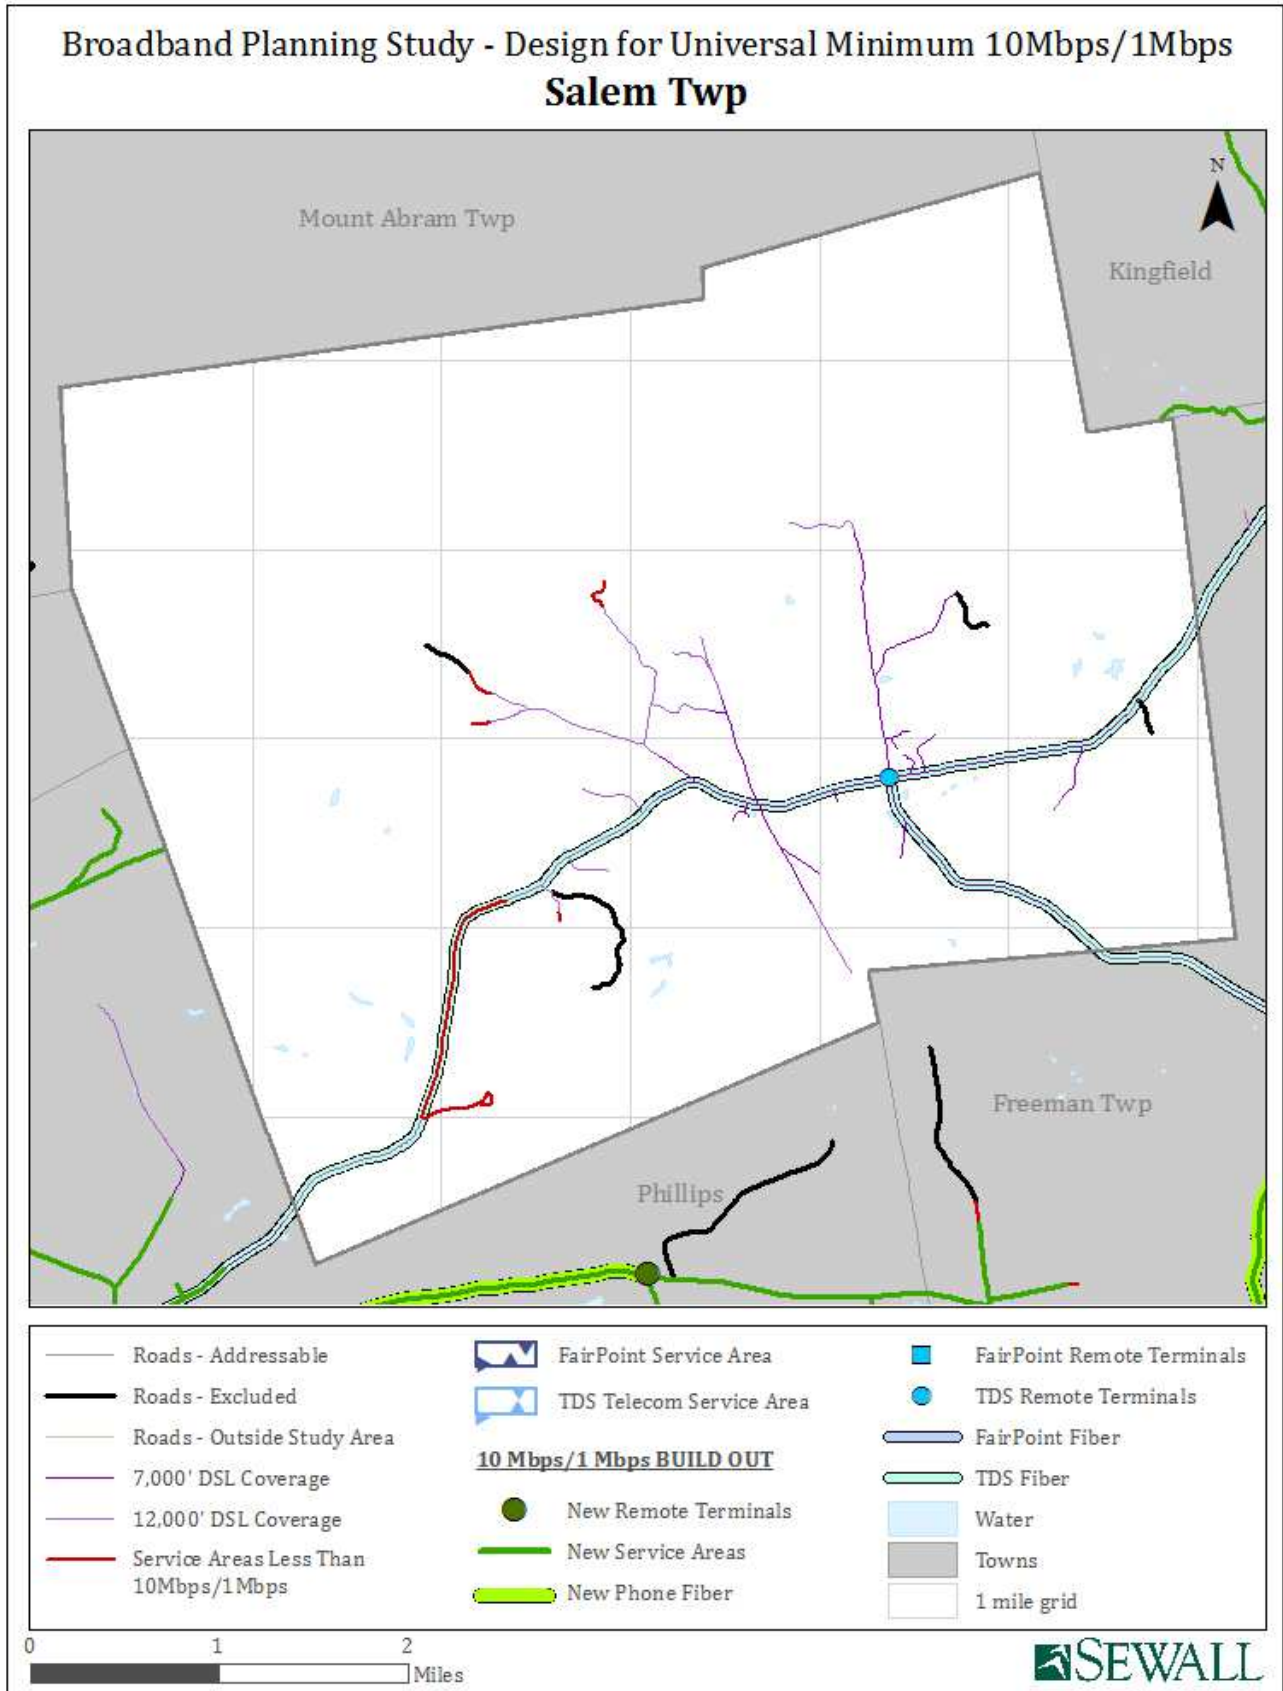 Broadband Planning Study - Design for Universal Minimum 10Mbps/1Mbps
Salem Twp
N
Mount Abram Twp
Kingfield
Freeman Twp
Phillips
Roads - Addressable
Roads - Excluded
Roads - Outside Study Area
7,000' DSL Coverage
12,000' DSL Coverage
Service Areas Less Than
10Mbps/1Mbps
FairPoint Service Area
TDS Telecom Service Area
10 Mbps/1 Mbps BUILD OUT
New Remote Terminals
New Service Areas
New Phone Fiber
FairPoint Remote Terminals
TDS Remote Terminals
FairPoint Fiber
TDS Fiber
Water
Towns
1 mile grid
0 1 2
Miles
SEWALL